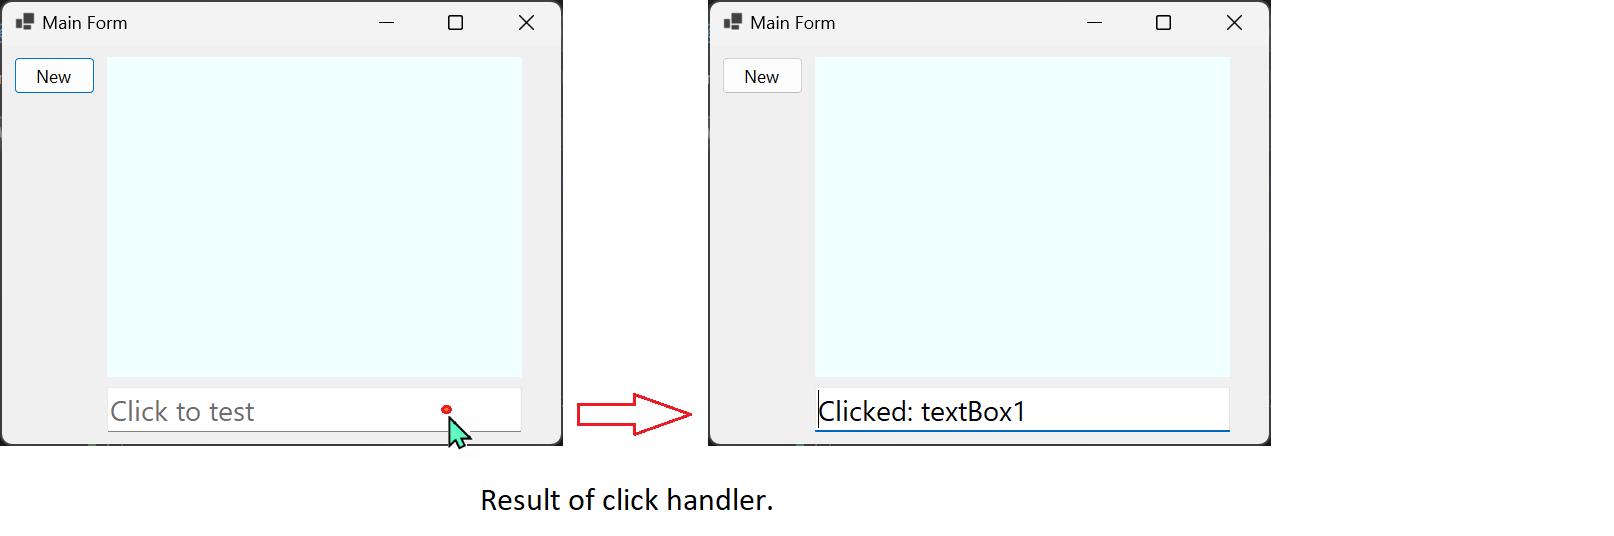 Main Form
New
Click to test
Main Form
New
Clicked: textBox1
Result of click handler.